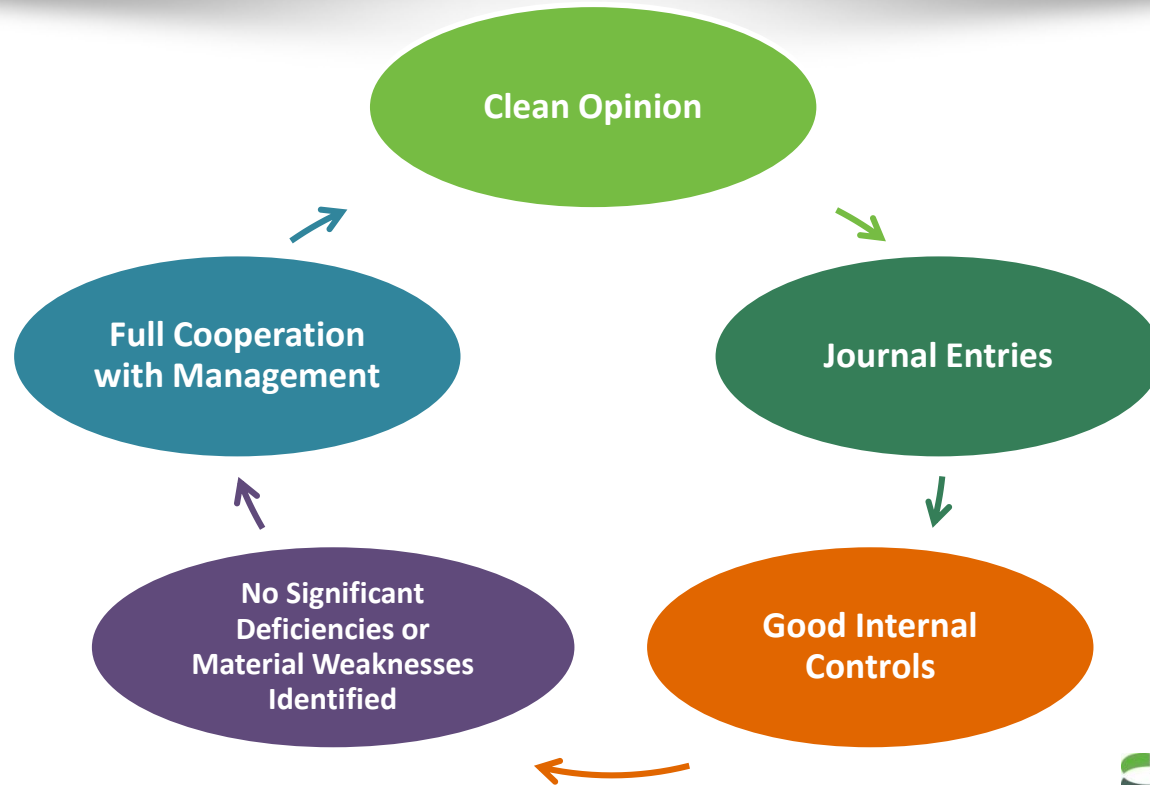 Clean Opinion
Journal Entries
Good Internal
Controls
No Significant
Deficiencies or
Material Weaknesses
Identified
Full Cooperation
with Management